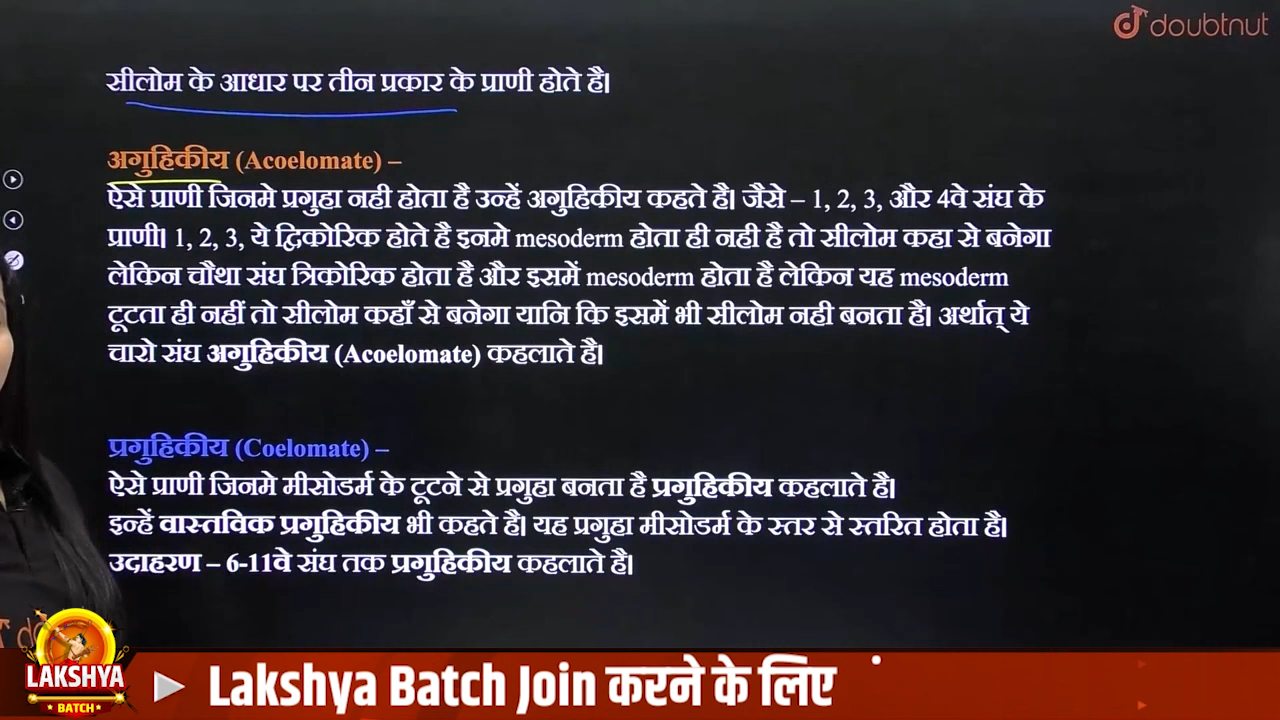 doubtnut
सीलोम के आधार पर तीन प्रकार के प्राणी होते है।
अगुहिकीय (Acoelomate) –
ऐसे प्राणी जिनमे प्रगुहा नही होता है उन्हें अगुहिकीय कहते है। जैसे – 1, 2, 3, और 4वे संघ के
प्राणी। 1, 2, 3, ये द्विकोरिक होते है इनमे mesoderm होता ही नही है तो सीलोम कहा से बनेगा
लेकिन चौथा संघ त्रिकोरिक होता है और इसमें mesoderm होता है लेकिन यह mesoderm
टूटता ही नहीं तो सीलोम कहाँ से बनेगा यानि कि इसमें भी सीलोम नही बनता है। अर्थात् ये
चारो संघ अगुहिकीय (Acoelomate) कहलाते है।
प्रगुहिकीय (Coelomate) –
ऐसे प्राणी जिनमे मीसोडर्म के टूटने से प्रगुहा बनता है प्रगुहिकीय कहलाते है।
इन्हें वास्तविक प्रगुहिकीय भी कहते है। यह प्रगुहा मीसोडर्म के स्तर से स्तरित होता है।
उदाहरण – 6-11वे संघ तक प्रगुहिकीय कहलाते है।
LAKSHYA
BATCH
Lakshya Batch Join करने के लिए